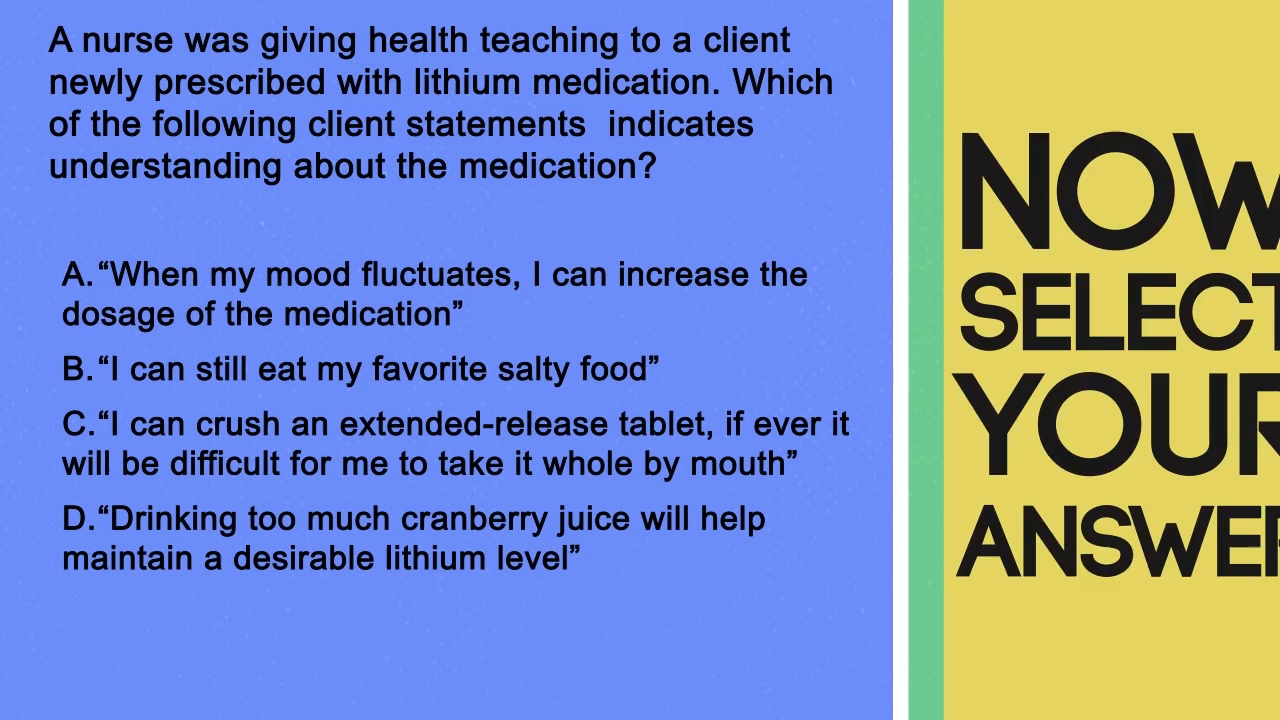 A nurse was giving health teaching to a client
newly prescribed with lithium medication. Which
of the following client statements  indicates
understanding about the medication?
A.“When my mood fluctuates, I can increase the
dosage of the medication”
B.“I can still eat my favorite salty food”
C.“I can crush an extended-release tablet, if ever it
will be difficult for me to take it whole by mouth”
D.“Drinking too much cranberry juice will help
maintain a desirable lithium level”
NOW
SELECT
YOUR
ANSWER